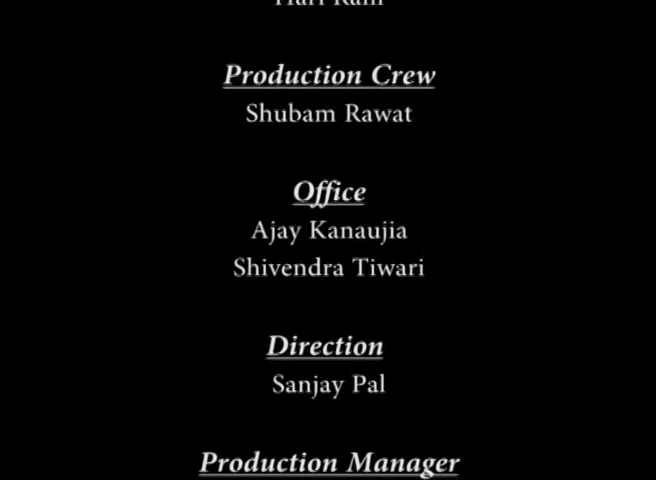 Production Crew
Shubam Rawat
Office
Ajay Kanaujia
Shivendra Tiwari
Direction
Sanjay Pal
Production Manager